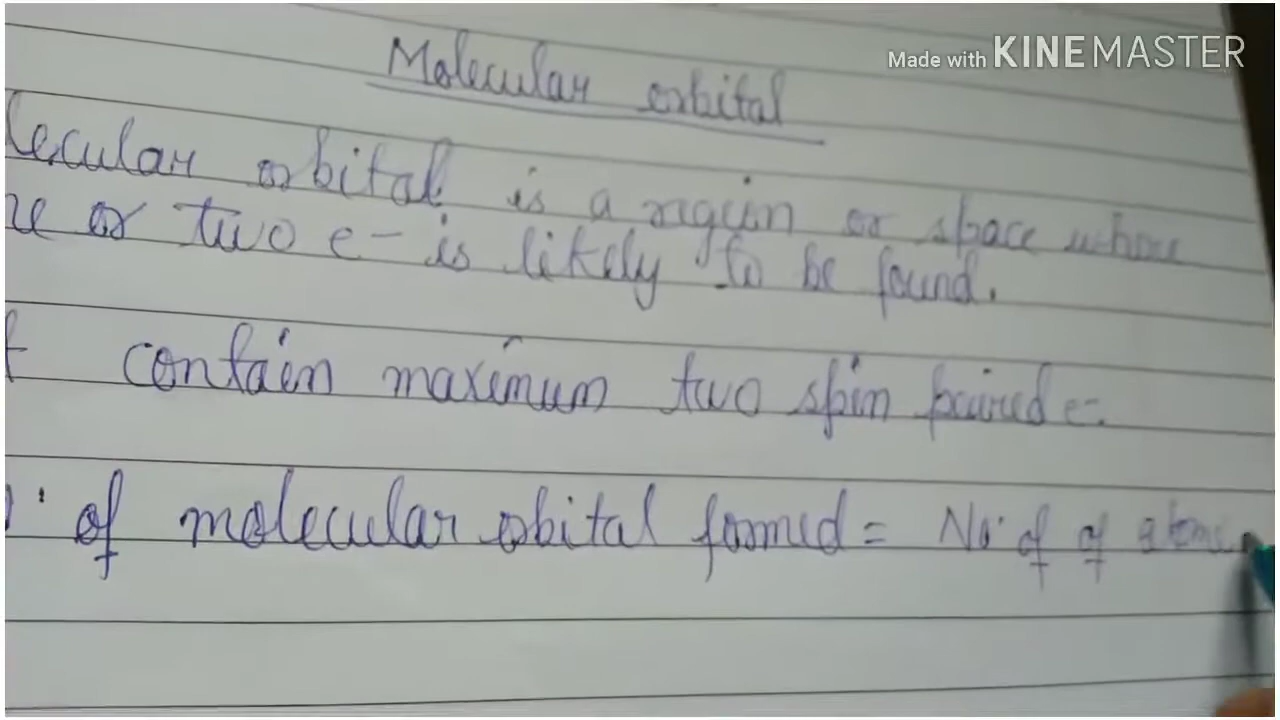 Made with KINEMASTER
Molecular orbital
lecular orbital is a region or space where
ne or two e- is likely to be found.
t contain maximum two spin paired e-
of molecular orbital formed = No. of of atomic